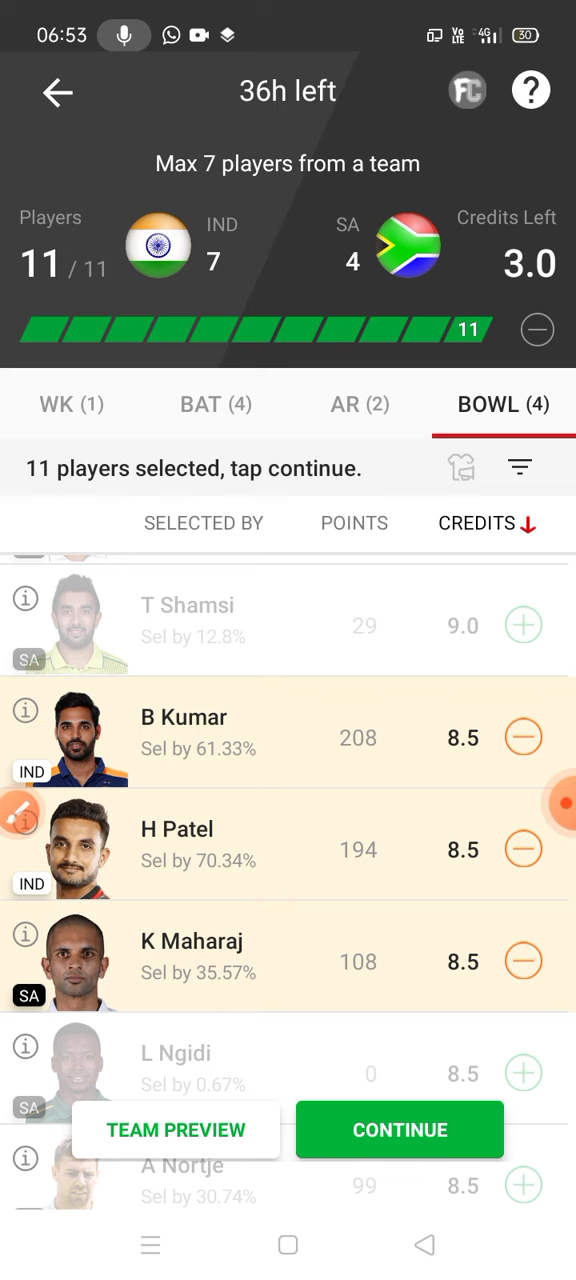 06:53 VoLTE 4G 30
36h left FC ?
Max 7 players from a team
Players IND SA Credits Left
11 / 11 7 4 3.0
11
WK (1) BAT (4) AR (2) BOWL (4)
11 players selected, tap continue.
SELECTED BY POINTS CREDITS
T Shamsi
Sel by 12.8% 29 9.0
SA
B Kumar
Sel by 61.33% 208 8.5
IND
H Patel
Sel by 70.34% 194 8.5
IND
K Maharaj
Sel by 35.57% 108 8.5
SA
L Ngidi
Sel by 0.67% 0 8.5
SA
TEAM PREVIEW CONTINUE
A Nortje
Sel by 30.74% 99 8.5